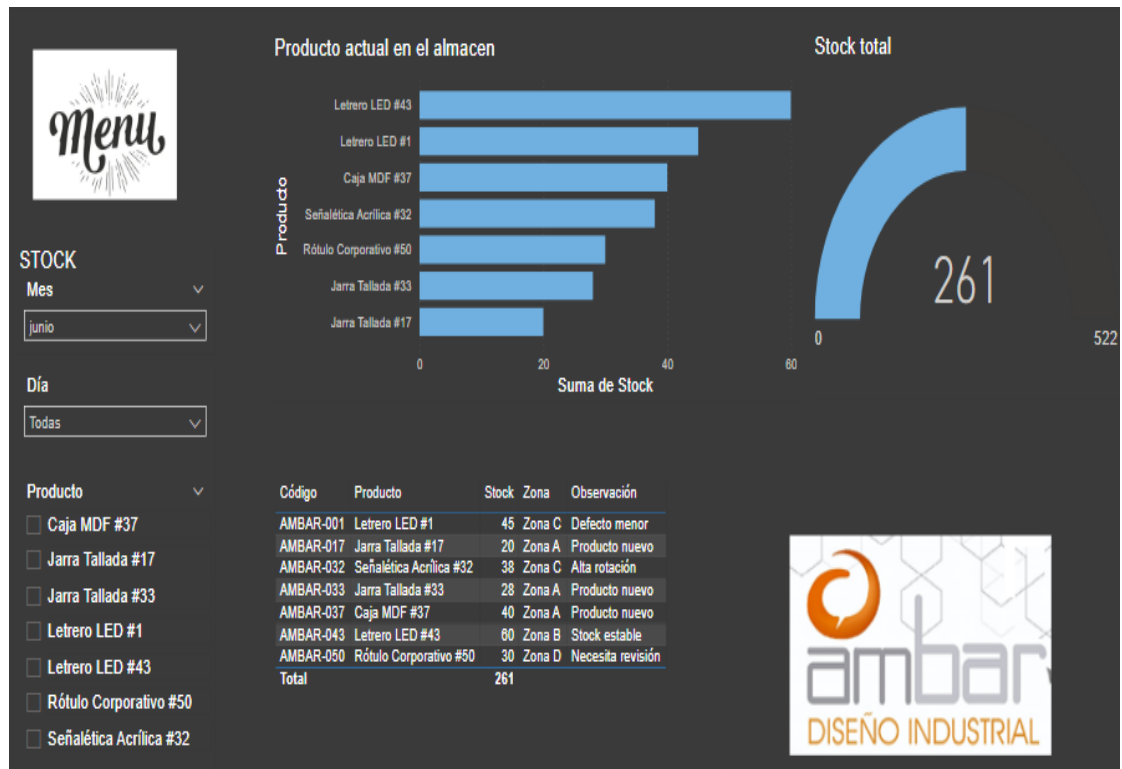 Menu
STOCK
Mes
junio
Día
Todas
Producto
Caja MDF #37
Jarra Tallada #17
Jarra Tallada #33
Letrero LED #1
Letrero LED #43
Rótulo Corporativo #50
Señalética Acrílica #32
Producto actual en el almacen
Producto
Letrero LED #43
Letrero LED #1
Caja MDF #37
Señalética Acrílica #32
Rótulo Corporativo #50
Jarra Tallada #33
Jarra Tallada #17
0 20 40 60
Suma de Stock
Stock total
261
0 522
Código Producto Stock Zona Observación
AMBAR-001 Letrero LED #1 45 Zona C Defecto menor
AMBAR-017 Jarra Tallada #17 20 Zona A Producto nuevo
AMBAR-032 Señalética Acrílica #32 38 Zona C Alta rotación
AMBAR-033 Jarra Tallada #33 28 Zona A Producto nuevo
AMBAR-037 Caja MDF #37 40 Zona A Producto nuevo
AMBAR-043 Letrero LED #43 60 Zona B Stock estable
AMBAR-050 Rótulo Corporativo #50 30 Zona D Necesita revisión
Total 261
ambar
DISEÑO INDUSTRIAL